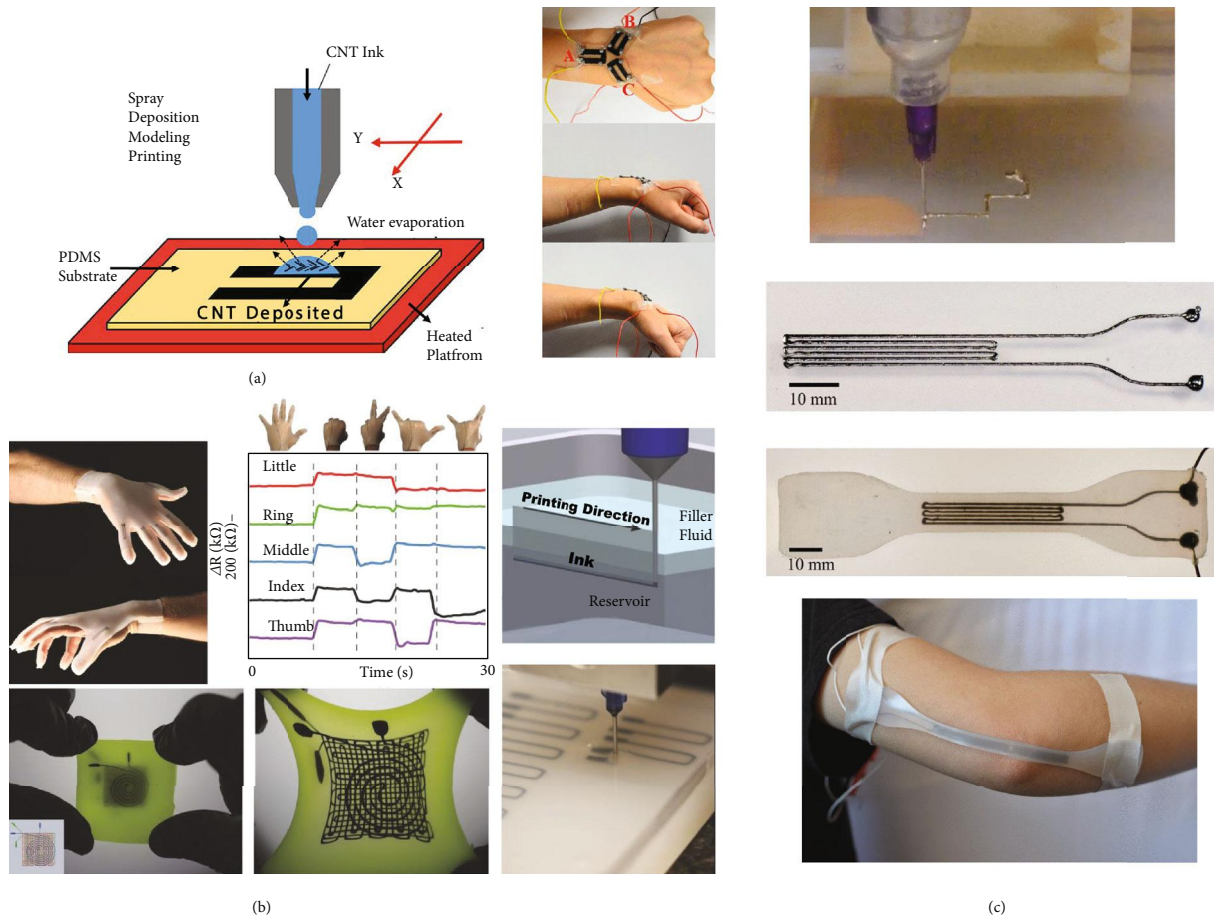 CNT Ink
Spray
Deposition
Modeling
Printing
Y
X
Water evaporation
PDMS
Substrate
CNT Deposited
Heated
Platfrom
A
B
C
(a)
Little
Ring
Middle
Index
Thumb
ΔR (kΩ)
200 (kΩ)
0
Time (s)
30
Printing Direction
Ink
Filler
Fluid
Reservoir
(b)
10 mm
10 mm
(c)